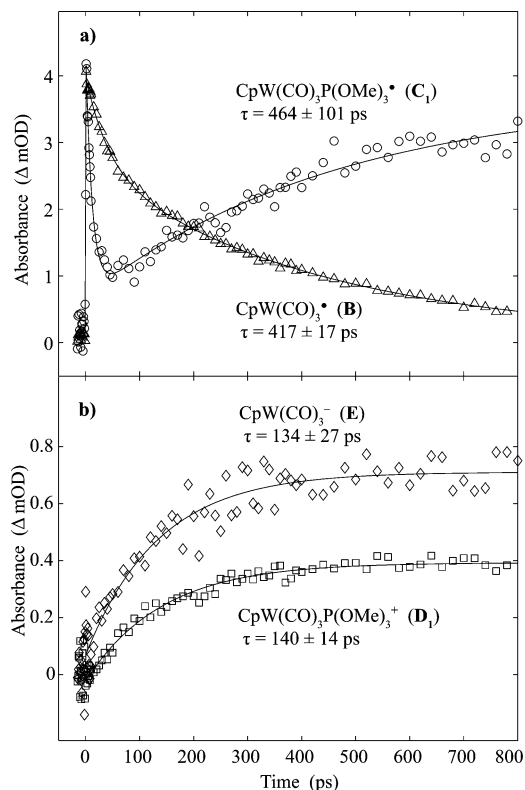 a)
CpW(CO)₃P(OMe)₃• (C₁)
τ = 464 ± 101 ps
CpW(CO)₃• (B)
τ = 417 ± 17 ps
Absorbance (Δ mOD)
4
3
2
1
0
b)
CpW(CO)₃⁻ (E)
τ = 134 ± 27 ps
CpW(CO)₃P(OMe)₃⁺ (D₁)
τ = 140 ± 14 ps
Absorbance (Δ mOD)
0.8
0.6
0.4
0.2
0
0 100 200 300 400 500 600 700 800
Time (ps)